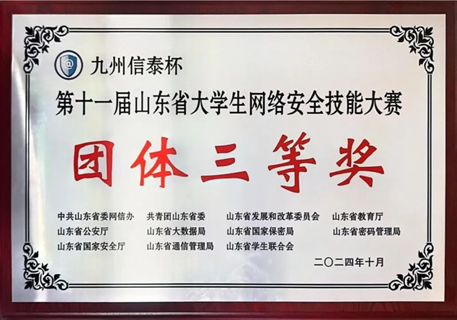 九州信泰杯
第十一届山东省大学生网络安全技能大赛
团体三等奖
中共山东省委网信办 共青团山东省委 山东省发展和改革委员会 山东省教育厅
山东省公安厅 山东省大数据局 山东省国家保密局 山东省密码管理局
山东省国家安全厅 山东省通信管理局 山东省学生联合会
二〇二四年十月